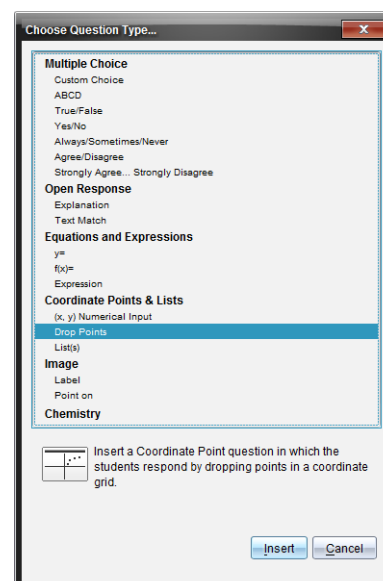 Choose Question Type...
Multiple Choice
Custom Choice
ABCD
True/False
Yes/No
Always/Sometimes/Never
Agree/Disagree
Strongly Agree... Strongly Disagree
Open Response
Explanation
Text Match
Equations and Expressions
y=
f(x)=
Expression
Coordinate Points & Lists
(x, y) Numerical Input
Drop Points
List(s)
Image
Label
Point on
Chemistry
Insert a Coordinate Point question in which the
students respond by dropping points in a coordinate
grid.
Insert
Cancel